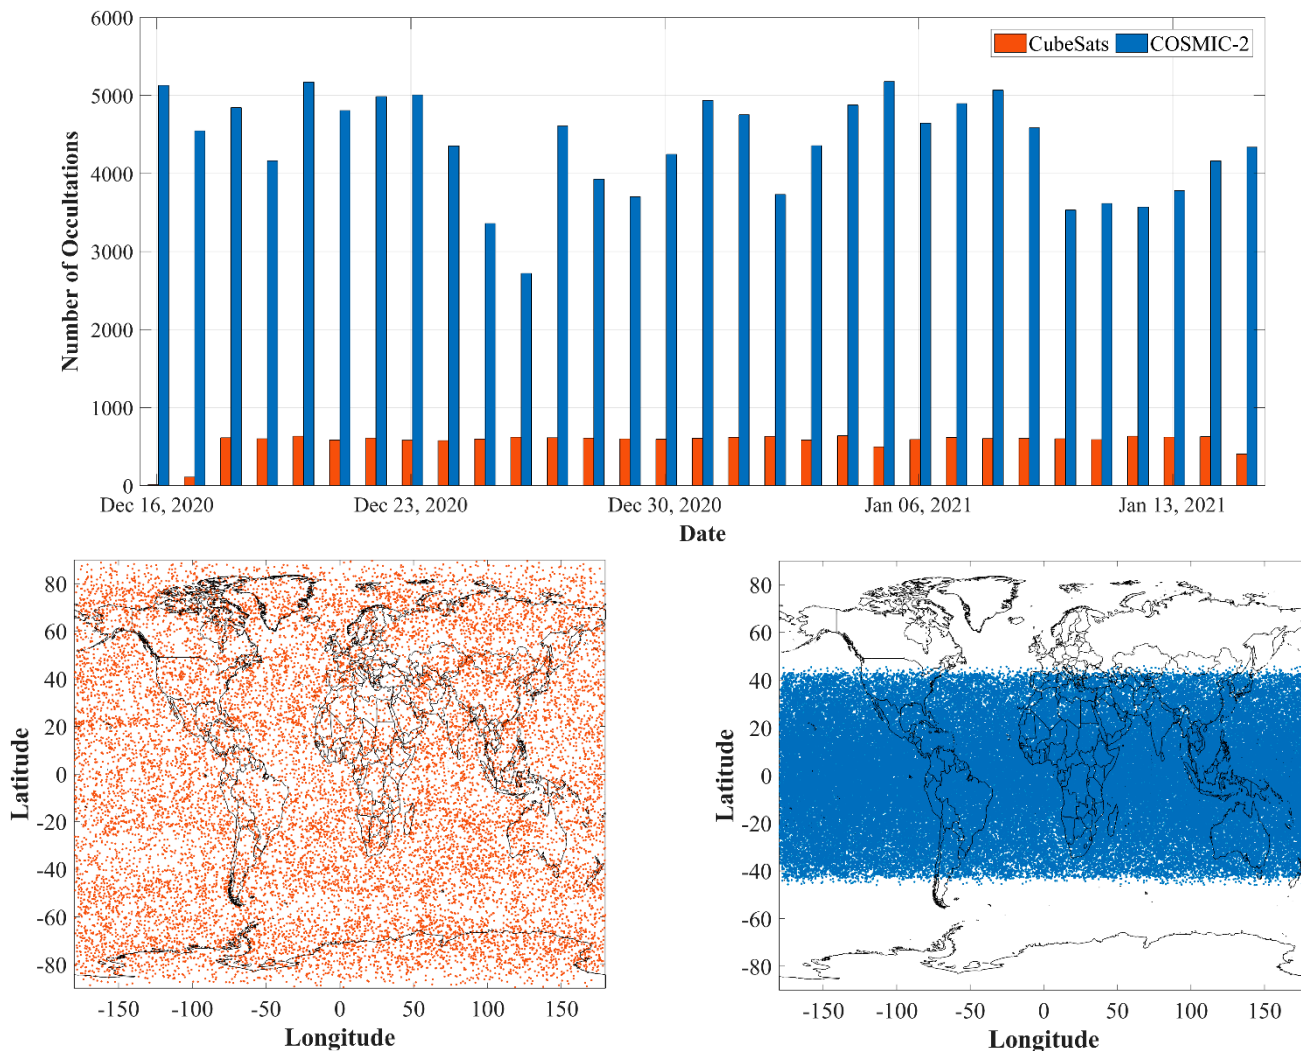 6000
5000
4000
3000
2000
1000
0
Number of Occultations
CubeSats COSMIC-2
Dec 16, 2020 Dec 23, 2020 Dec 30, 2020 Jan 06, 2021 Jan 13, 2021
Date
80
60
40
20
0
-20
-40
-60
-80
Latitude
-150 -100 -50 0 50 100 150
Longitude
80
60
40
20
0
-20
-40
-60
-80
Latitude
-150 -100 -50 0 50 100 150
Longitude